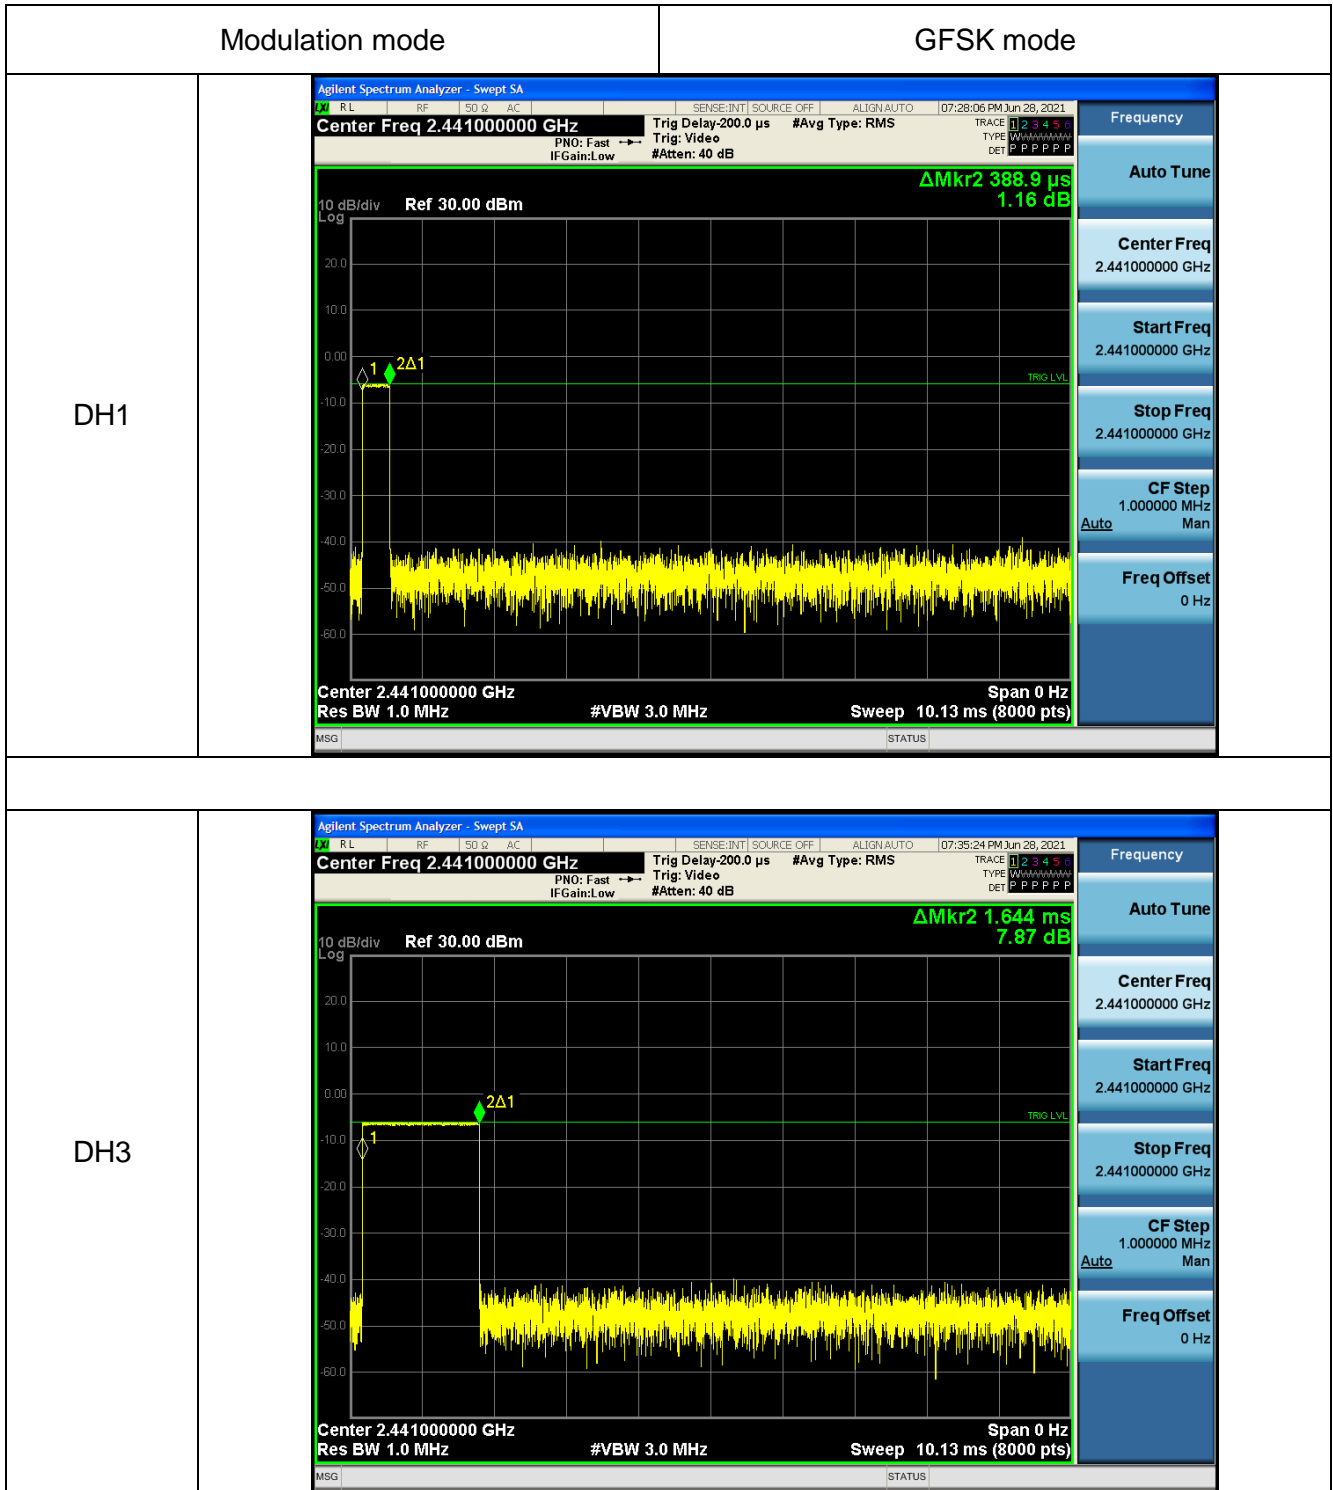 Modulation mode GFSK mode
DH1
Agilent Spectrum Analyzer - Swept SA
LXI RL RF 50 Ω AC SENSE:INT SOURCE OFF ALIGN AUTO 07:28:06 PM Jun 28, 2021
Center Freq 2.441000000 GHz Trig Delay-200.0 µs #Avg Type: RMS TRACE 1 2 3 4 5 6
PNO: Fast Trig: Video TYPE WWWWWW
IFGain:Low #Atten: 40 dB DET P P P P P P
ΔMkr2 388.9 µs
1.16 dB
10 dB/div Ref 30.00 dBm
Log
20.0
10.0
0.00
-10.0
-20.0
-30.0
-40.0
-50.0
-60.0
1 2Δ1
TRIG LVL
Center 2.441000000 GHz Span 0 Hz
Res BW 1.0 MHz #VBW 3.0 MHz Sweep 10.13 ms (8000 pts)
MSG STATUS
Frequency
Auto Tune
Center Freq
2.441000000 GHz
Start Freq
2.441000000 GHz
Stop Freq
2.441000000 GHz
CF Step
1.000000 MHz
Auto Man
Freq Offset
0 Hz
DH3
Agilent Spectrum Analyzer - Swept SA
LXI RL RF 50 Ω AC SENSE:INT SOURCE OFF ALIGN AUTO 07:35:24 PM Jun 28, 2021
Center Freq 2.441000000 GHz Trig Delay-200.0 µs #Avg Type: RMS TRACE 1 2 3 4 5 6
PNO: Fast Trig: Video TYPE WWWWWW
IFGain:Low #Atten: 40 dB DET P P P P P P
ΔMkr2 1.644 ms
7.87 dB
10 dB/div Ref 30.00 dBm
Log
20.0
10.0
0.00
-10.0
-20.0
-30.0
-40.0
-50.0
-60.0
2Δ1
1
TRIG LVL
Center 2.441000000 GHz Span 0 Hz
Res BW 1.0 MHz #VBW 3.0 MHz Sweep 10.13 ms (8000 pts)
MSG STATUS
Frequency
Auto Tune
Center Freq
2.441000000 GHz
Start Freq
2.441000000 GHz
Stop Freq
2.441000000 GHz
CF Step
1.000000 MHz
Auto Man
Freq Offset
0 Hz